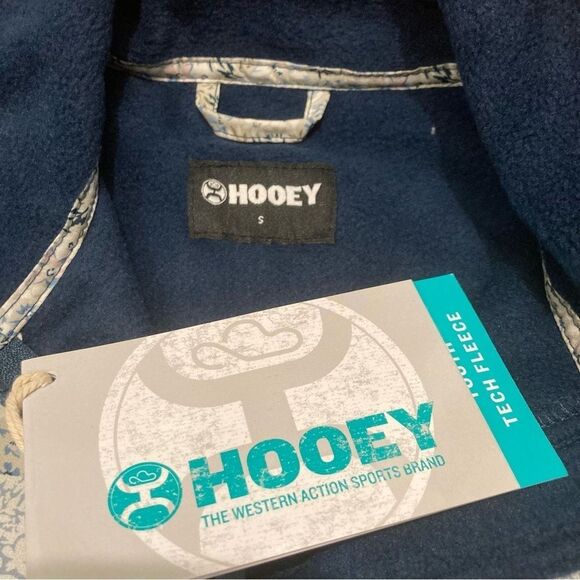 HOOEY
S
YOUTH
TECH FLEECE
HOOEY
THE WESTERN ACTION SPORTS BRAND